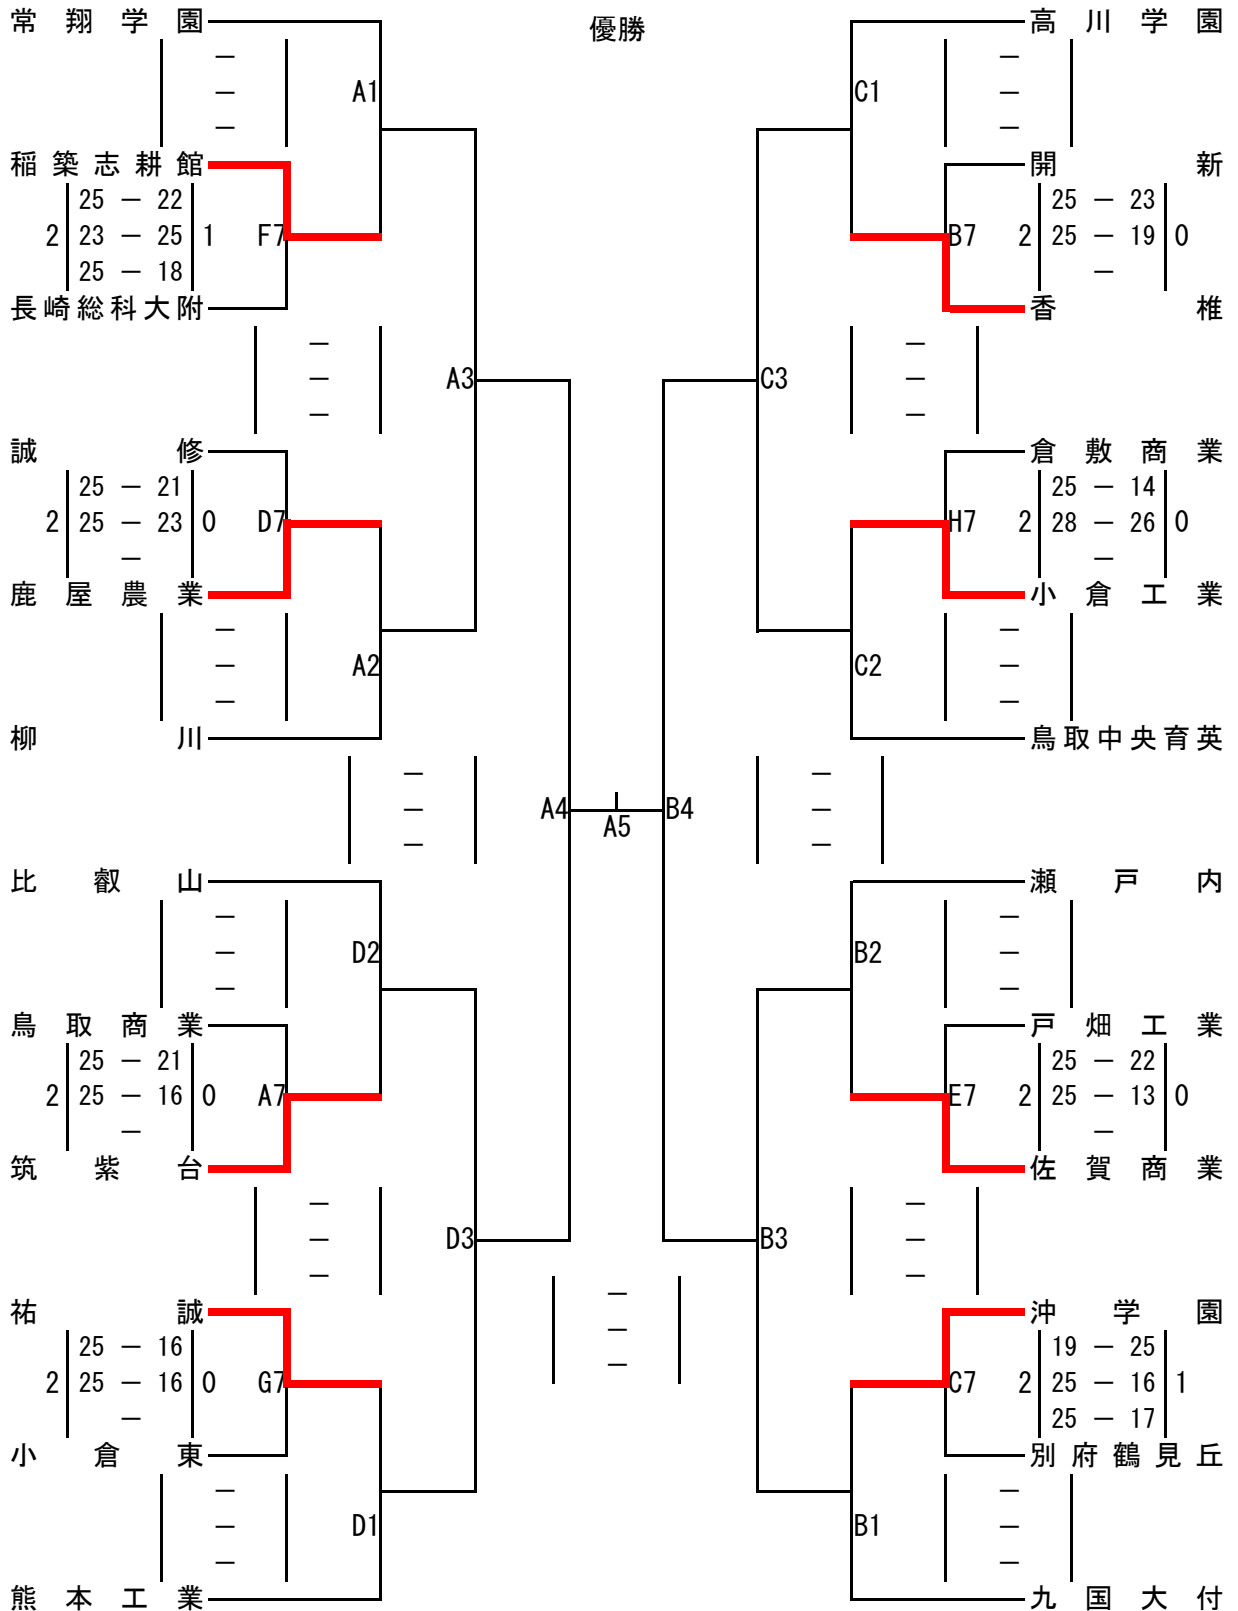 優勝
常翔学園
—
—
—
A1
稲築志耕館
25 — 22
2 23 — 25 1 F7
25 — 18
長崎総科大附
—
—
—
A3
誠修
25 — 21
2 25 — 23 0 D7
—
鹿屋農業
—
—
—
A2
柳川
—
—
—
A4
比叡山
—
—
—
D2
鳥取商業
25 — 21
2 25 — 16 0 A7
—
筑紫台
—
—
—
D3
祐誠
25 — 16
2 25 — 16 0 G7
—
小倉東
—
—
—
D1
熊本工業
A5
—
—
—
高川学園
—
—
—
C1
開新
25 — 23
B7 2 25 — 19 0
—
香椎
—
—
—
C3
倉敷商業
25 — 14
H7 2 28 — 26 0
—
小倉工業
—
—
—
C2
鳥取中央育英
—
—
—
B4
瀬戸内
—
—
—
B2
戸畑工業
25 — 22
E7 2 25 — 13 0
—
佐賀商業
—
—
—
B3
沖学園
19 — 25
C7 2 25 — 16 1
25 — 17
別府鶴見丘
—
—
—
B1
九国大付